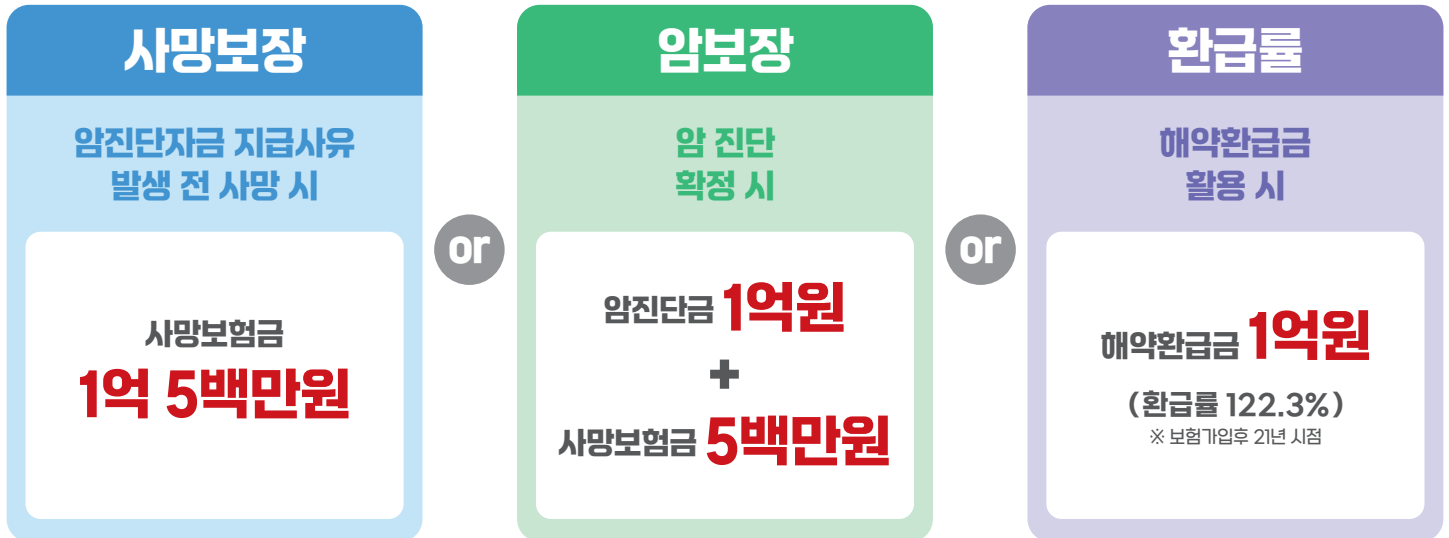 사망보장
암진단자금 지급사유
발생 전 사망 시
사망보험금
1억 5백만원
or
암보장
암 진단
확정 시
암진단금 1억원
+
사망보험금 5백만원
or
환급률
해약환급금
활용 시
해약환급금 1억원
(환급률 122.3%)
※ 보험가입후 21년 시점